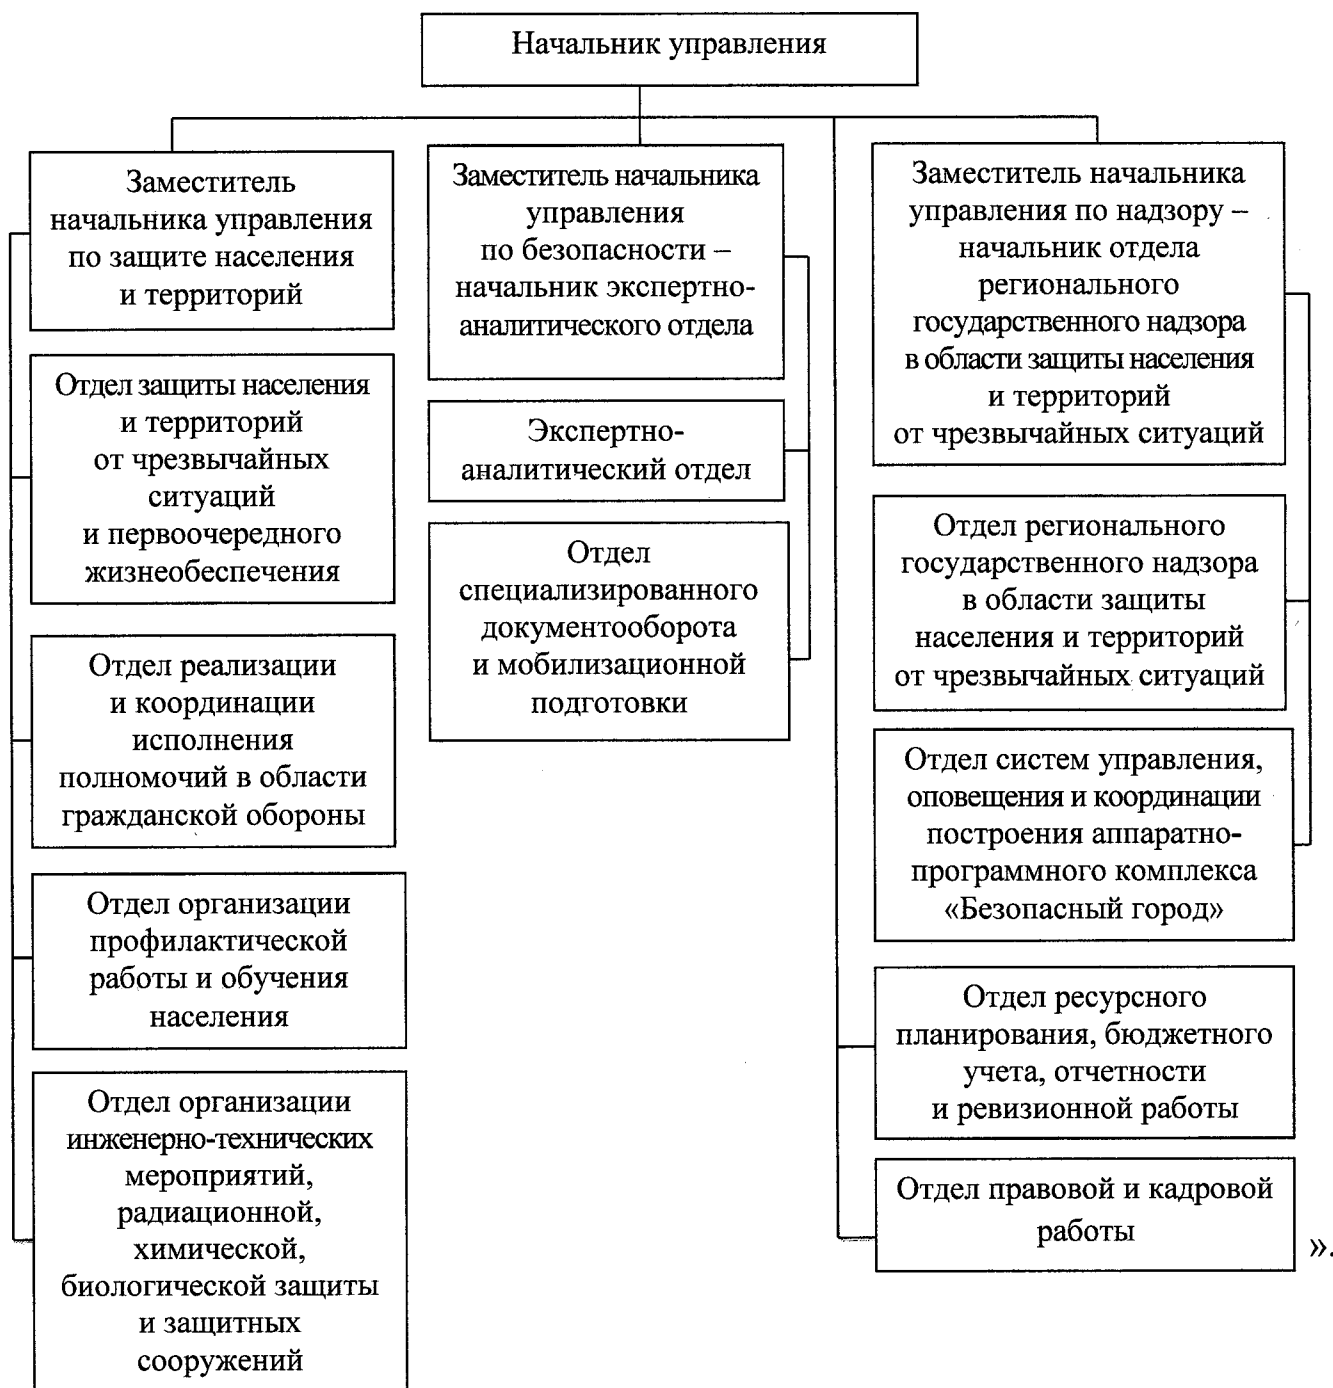 Начальник управления
Заместитель
начальника управления
по защите населения
и территорий
Отдел защиты населения
и территорий
от чрезвычайных
ситуаций
и первоочередного
жизнеобеспечения
Отдел реализации
и координации
исполнения
полномочий в области
гражданской обороны
Отдел организации
профилактической
работы и обучения
населения
Отдел организации
инженерно-технических
мероприятий,
радиационной,
химической,
биологической защиты
и защитных
сооружений
Заместитель начальника
управления
по безопасности –
начальник экспертно-
аналитического отдела
Экспертно-
аналитический отдел
Отдел
специализированного
документооборота
и мобилизационной
подготовки
Заместитель начальника
управления по надзору –
начальник отдела
регионального
государственного надзора
в области защиты населения
и территорий
от чрезвычайных ситуаций
Отдел регионального
государственного надзора
в области защиты
населения и территорий
от чрезвычайных ситуаций
Отдел систем управления,
оповещения и координации
построения аппаратно-
программного комплекса
«Безопасный город»
Отдел ресурсного
планирования, бюджетного
учета, отчетности
и ревизионной работы
Отдел правовой и кадровой
работы
».